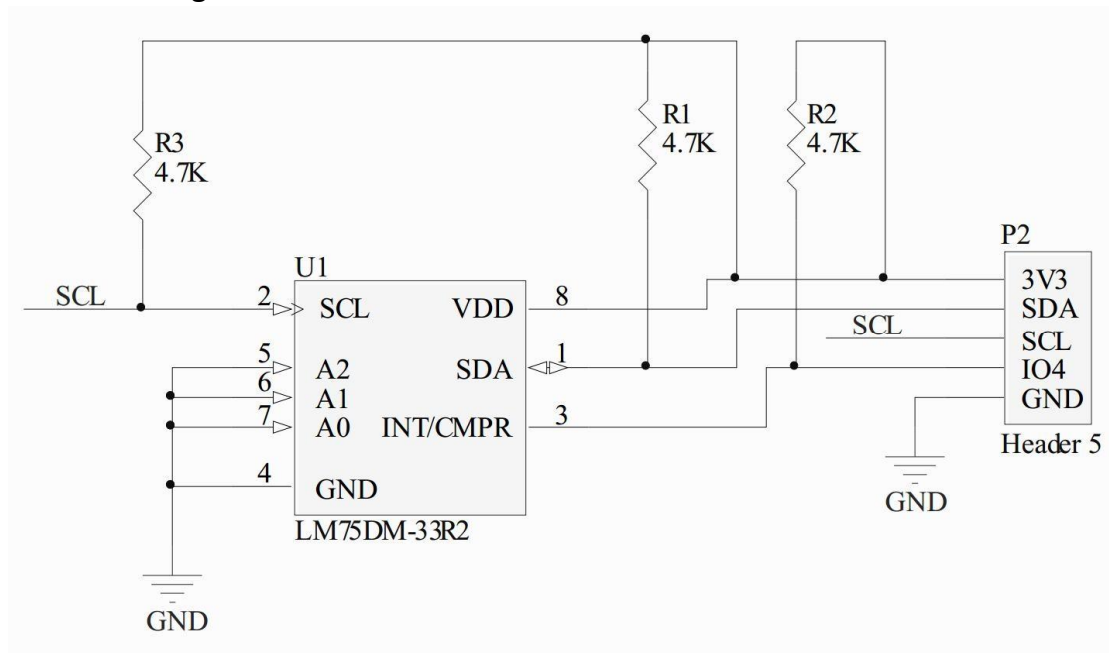 R3
4.7K
R1
4.7K
R2
4.7K
P2
3V3
SDA
SCL
IO4
GND
Header 5
SCL
GND
SCL
U1
2
SCL
5
A2
6
A1
7
A0
4
GND
VDD
8
SDA
1
INT/CMPR
3
LM75DM-33R2
GND